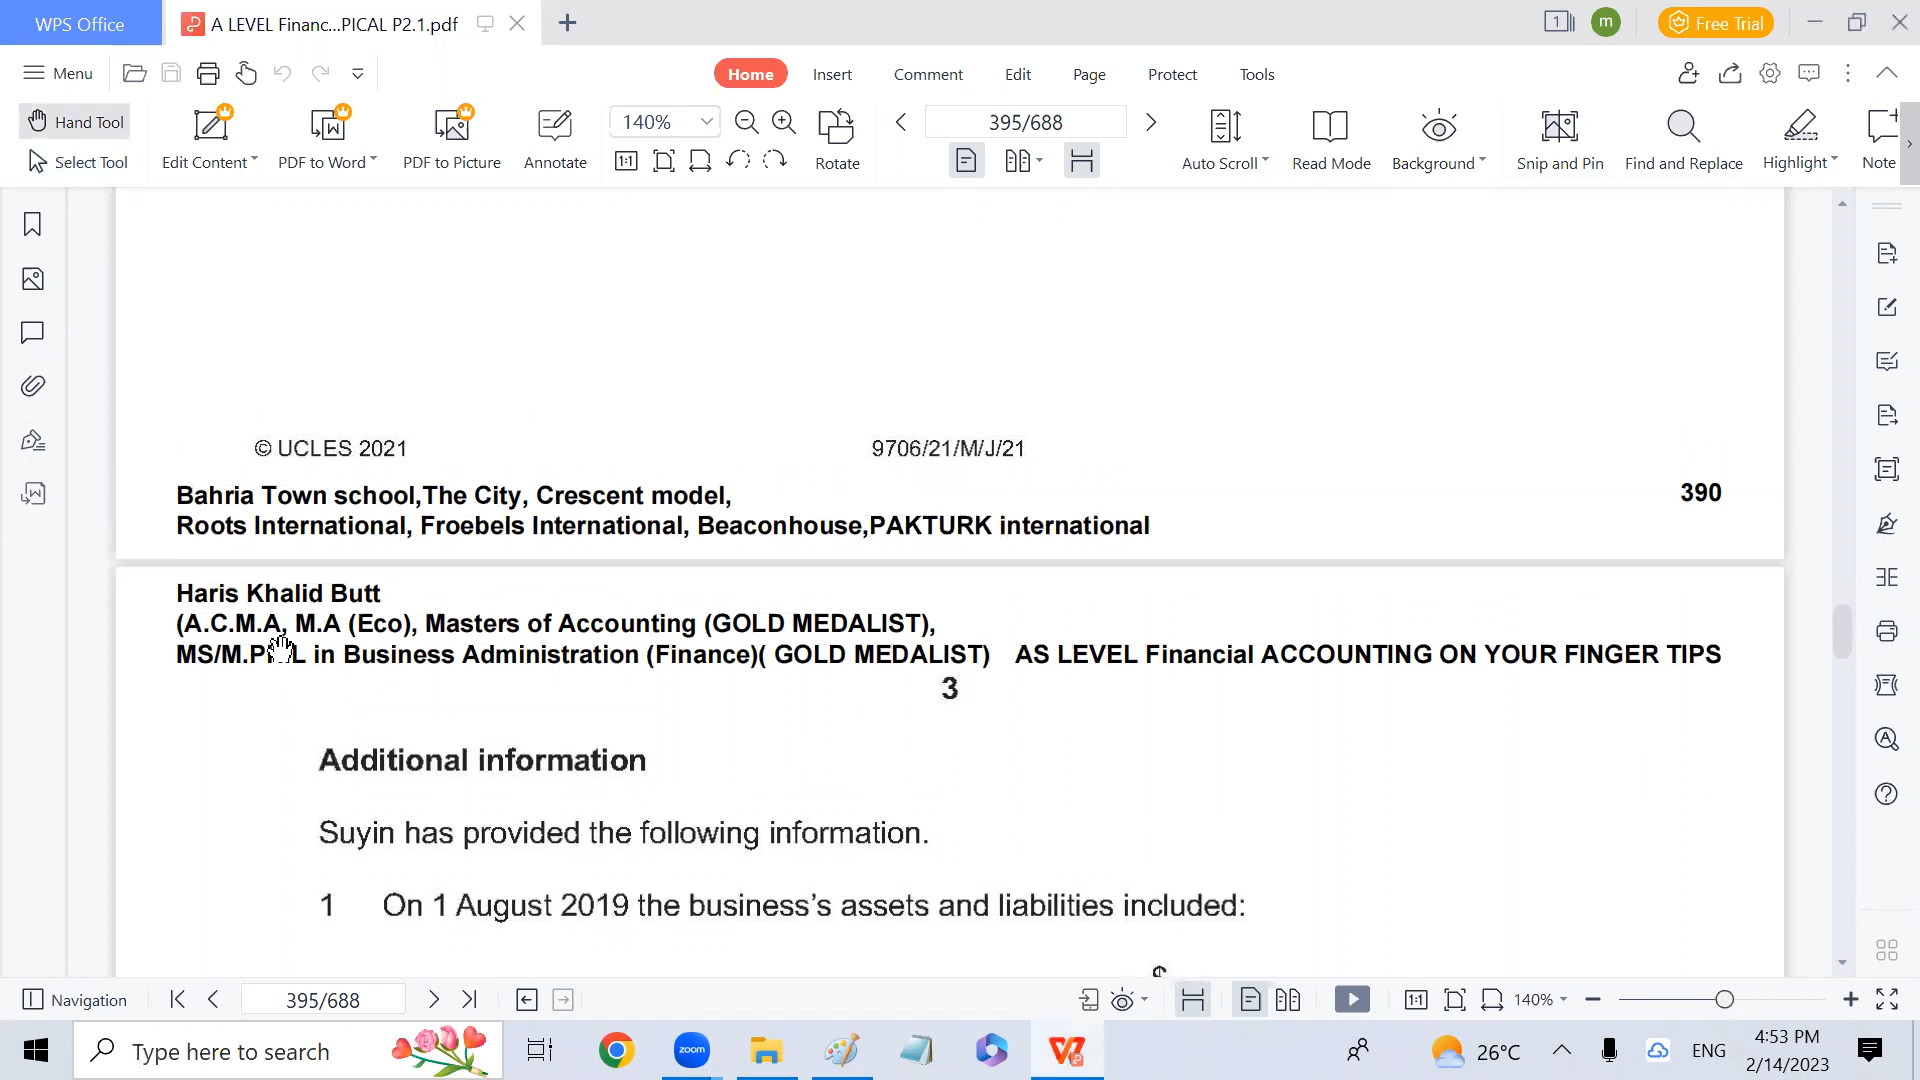 WPS Office
A LEVEL Financ...PICAL P2.1.pdf
1
m
Free Trial
Menu
Home
Insert
Comment
Edit
Page
Protect
Tools
Hand Tool
Select Tool
Edit Content
PDF to Word
PDF to Picture
Annotate
140%
1:1
Rotate
395/688
Auto Scroll
Read Mode
Background
Snip and Pin
Find and Replace
Highlight
Note
© UCLES 2021
9706/21/M/J/21
Bahria Town school,The City, Crescent model,
390
Roots International, Froebels International, Beaconhouse,PAKTURK international
Haris Khalid Butt
(A.C.M.A, M.A (Eco), Masters of Accounting (GOLD MEDALIST),
in Business Administration (Finance)( GOLD MEDALIST) AS LEVEL Financial ACCOUNTING ON YOUR FINGER TIPS
3
Additional information
Suyin has provided the following information.
1 On 1 August 2019 the business's assets and liabilities included:
Navigation
395/688
1:1
140%
Type here to search
zoom
26°C
ENG
4:53 PM
2/14/2023